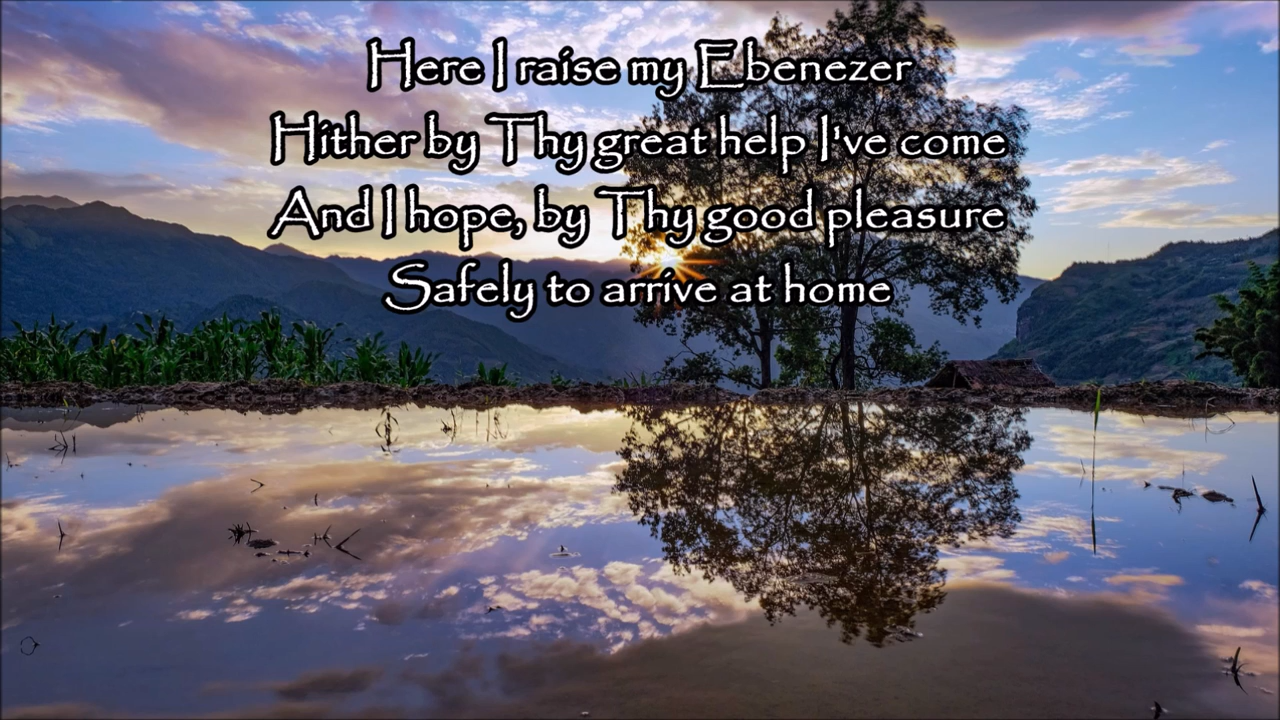 Here I raise my Ebenezer
Hither by Thy great help I've come
And I hope, by Thy good pleasure
Safely to arrive at home